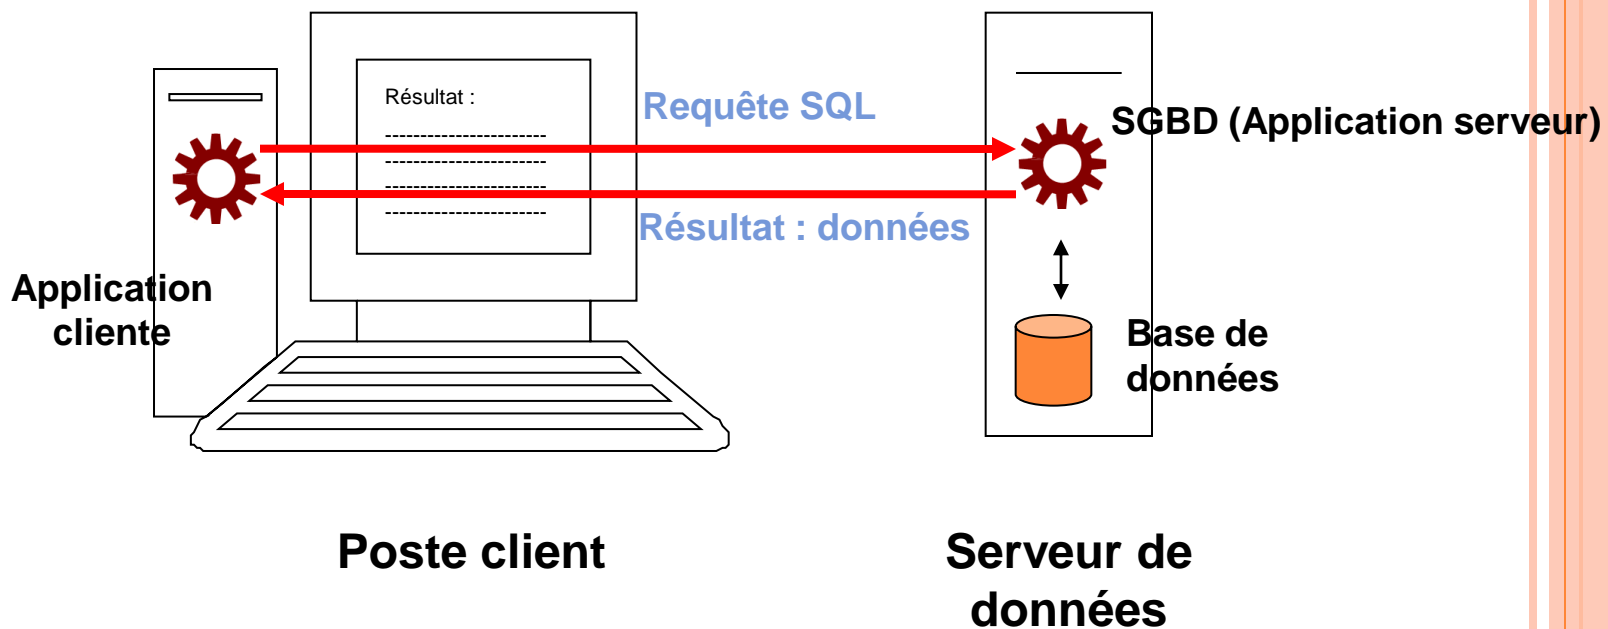 Résultat :
-----------------------
-----------------------
-----------------------
-----------------------
Requête SQL
SGBD (Application serveur)
Résultat : données
Application
cliente
Base de
données
Poste client
Serveur de
données